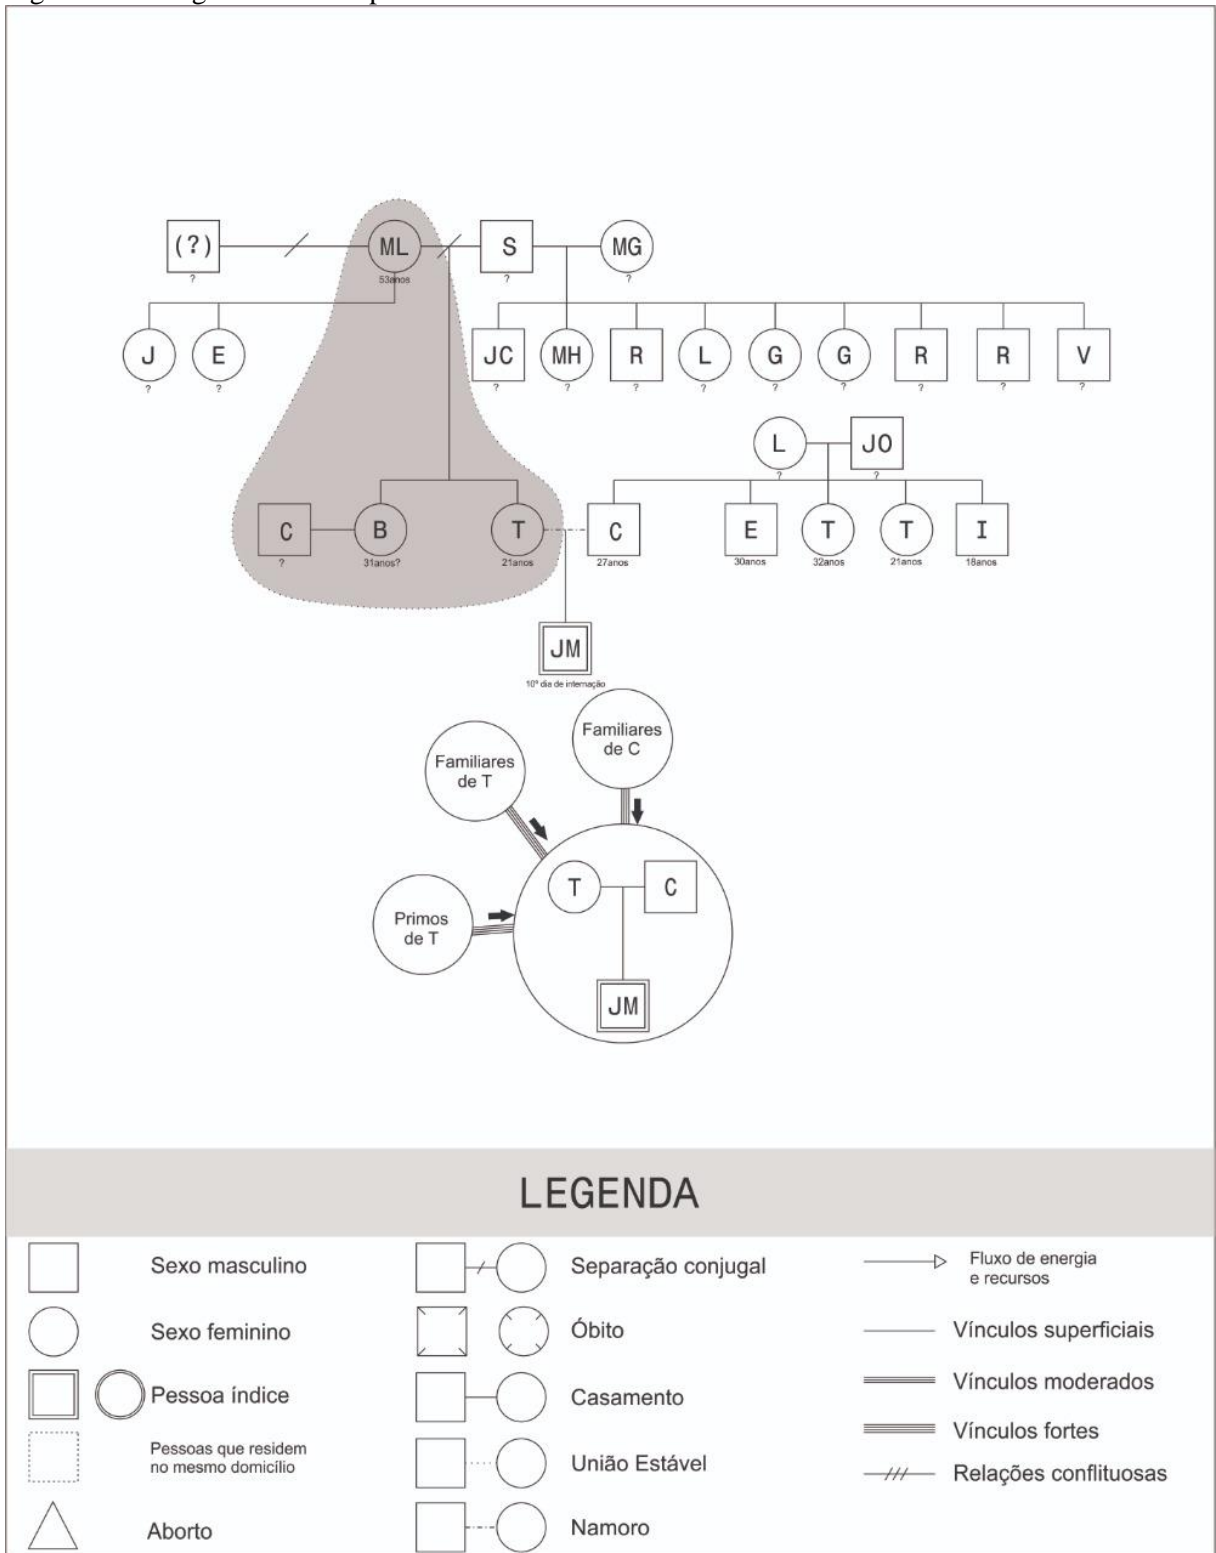 (?)
ML
S
MG
?
53anos
?
?
J
E
JC
MH
R
L
G
G
R
R
V
?
?
?
?
?
?
?
?
?
?
?
L
JO
?
?
C
B
T
C
E
T
T
I
?
31anos?
21anos
27anos
30anos
32anos
21anos
18anos
JM
10º dia de internação
Familiares
de C
Familiares
de T
Primos
de T
T
C
JM
LEGENDA
Sexo masculino
Sexo feminino
Pessoa índice
Pessoas que residem
no mesmo domicílio
Aborto
Separação conjugal
Óbito
Casamento
União Estável
Namoro
Fluxo de energia
e recursos
Vínculos superficiais
Vínculos moderados
Vínculos fortes
Relações conflituosas